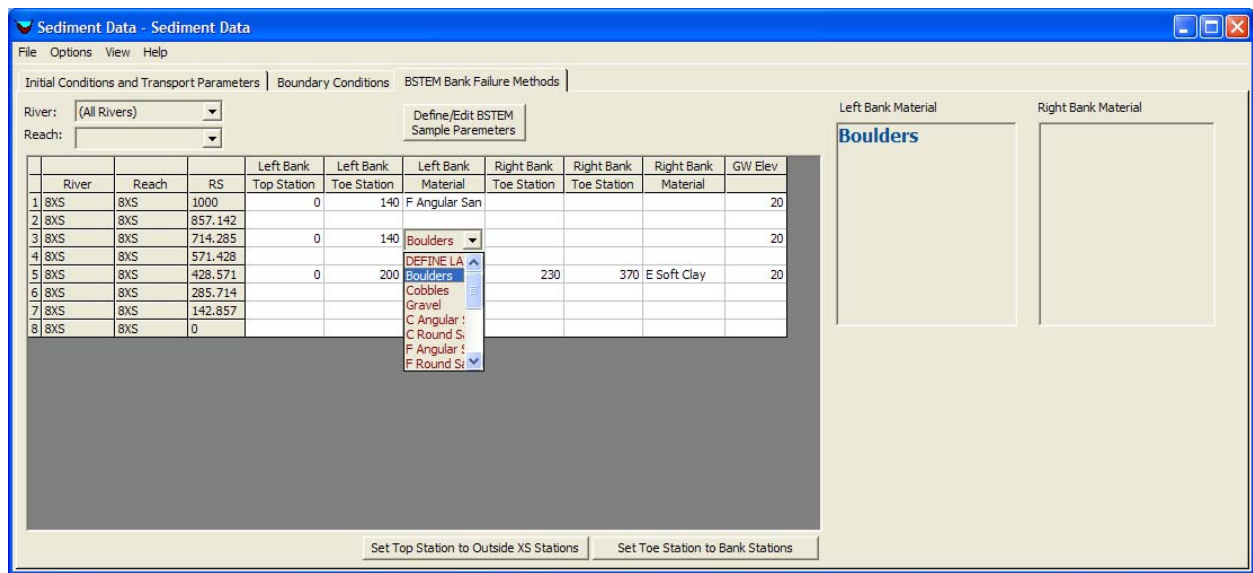 Sediment Data - Sediment Data
File Options View Help
Initial Conditions and Transport Parameters Boundary Conditions BSTEM Bank Failure Methods
River: (All Rivers)
Reach:
Define/Edit BSTEM
Sample Paremeters
Left Bank Material
Right Bank Material
Boulders
Left Bank Left Bank Left Bank Right Bank Right Bank Right Bank GW Elev
River Reach RS Top Station Toe Station Material Toe Station Toe Station Material
1 8XS 8XS 1000 0 140 F Angular San 20
2 8XS 8XS 857.142
3 8XS 8XS 714.285 0 140 Boulders 20
4 8XS 8XS 571.428
DEFINE LA
5 8XS 8XS 428.571 0 200 Boulders 230 370 E Soft Clay 20
6 8XS 8XS 285.714 Cobbles
7 8XS 8XS 142.857 Gravel
8 8XS 8XS 0 C Angular S
C Round Sa
F Angular S
F Round Sa
Set Top Station to Outside XS Stations Set Toe Station to Bank Stations